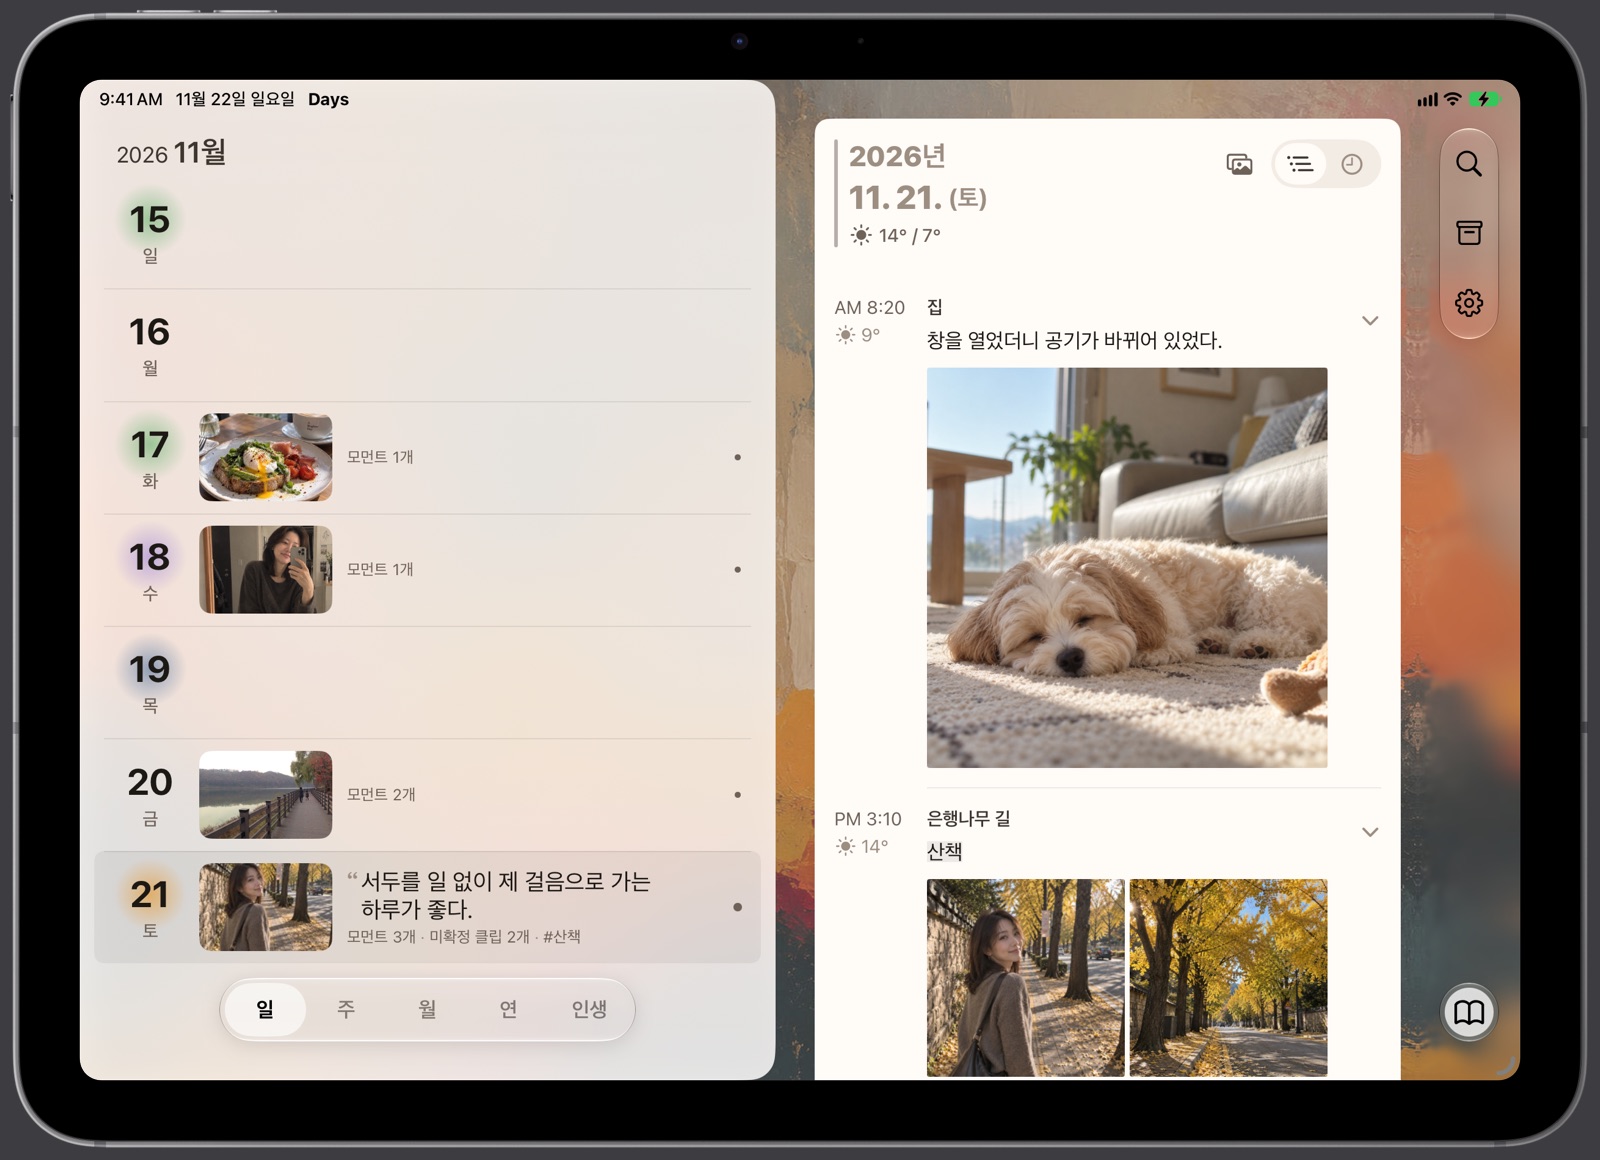 9:41 AM 11월 22일 일요일 Days
2026 11월
15
일
16
월
17
화
모먼트 1개
18
수
모먼트 1개
19
목
20
금
모먼트 2개
21
토
“서두를 일 없이 제 걸음으로 가는
하루가 좋다.
모먼트 3개 · 미확정 클립 2개 · #산책
일 주 월 연 인생
2026년
11. 21. (토)
14° / 7°
AM 8:20 집
9°
창을 열었더니 공기가 바뀌어 있었다.
PM 3:10 은행나무 길
14°
산책